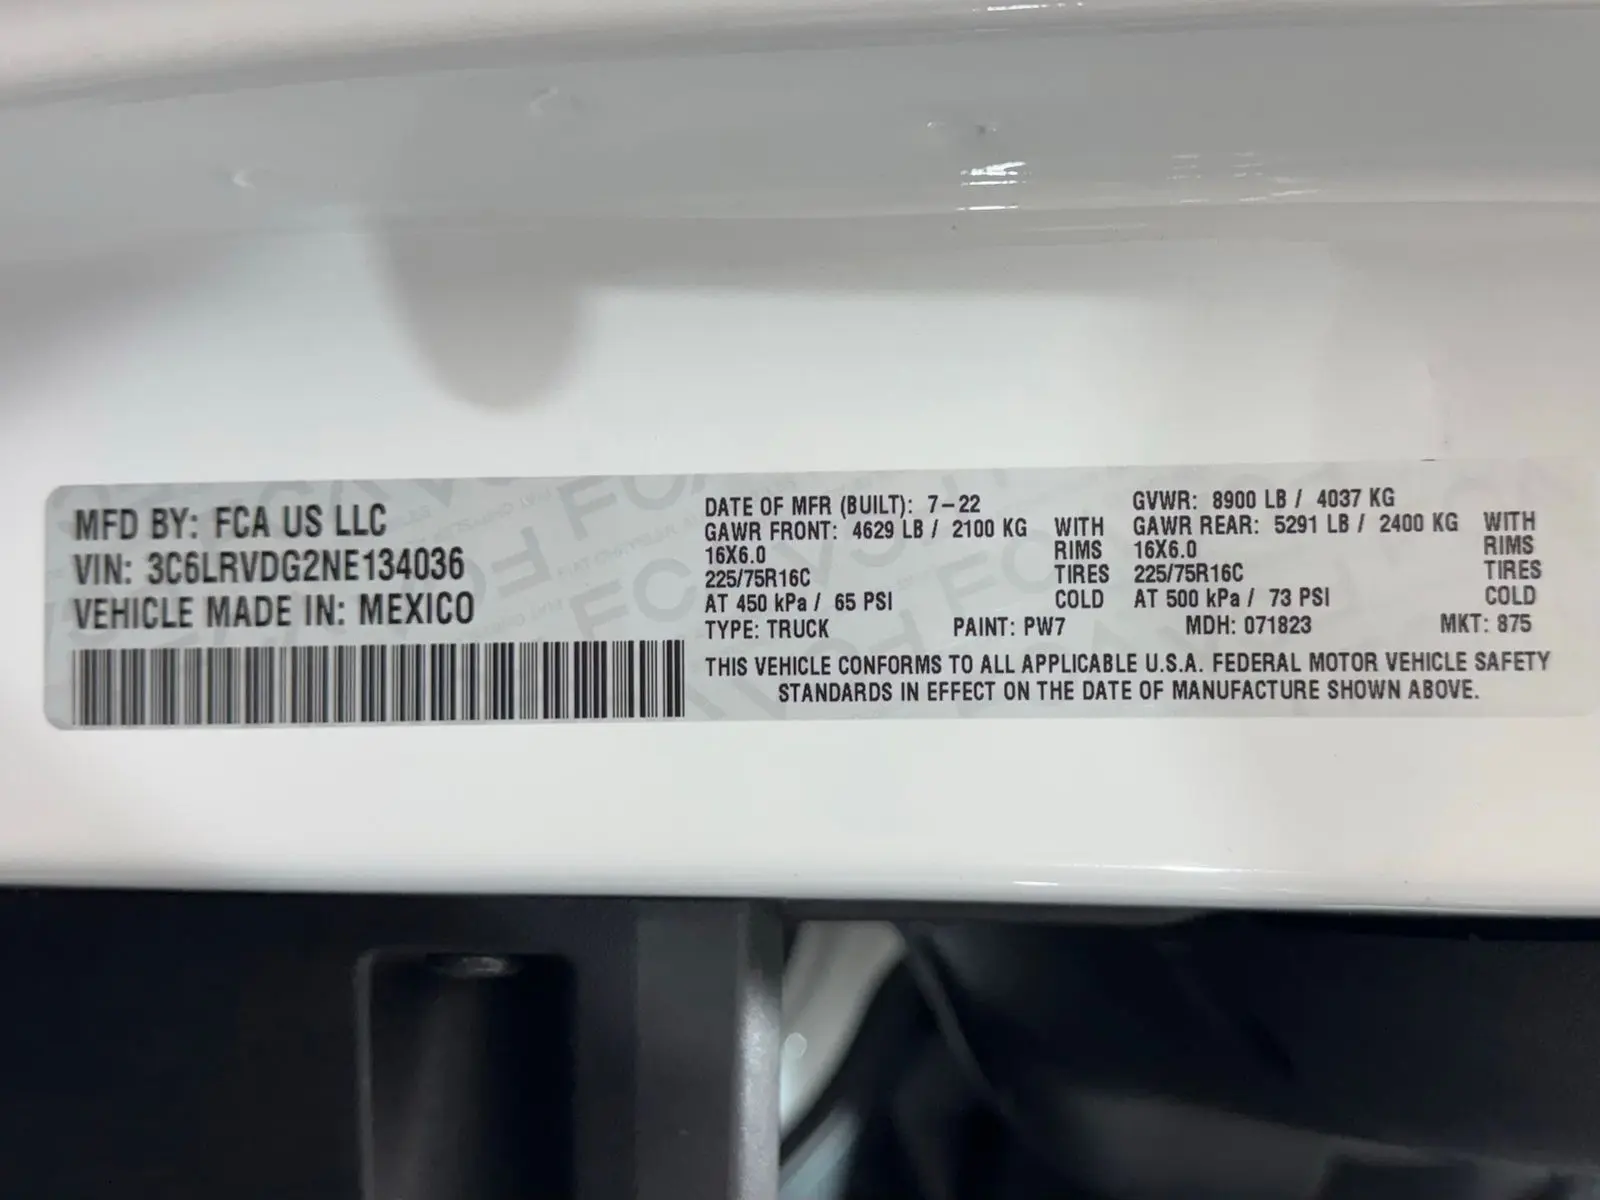 MFD BY: FCA US LLC
VIN: 3C6LRVDG2NE134036
VEHICLE MADE IN: MEXICO
DATE OF MFR (BUILT): 7-22 GVWR: 8900 LB / 4037 KG
GAWR FRONT: 4629 LB / 2100 KG WITH GAWR REAR: 5291 LB / 2400 KG WITH
16X6.0 RIMS 16X6.0 RIMS
225/75R16C TIRES 225/75R16C TIRES
AT 450 kPa / 65 PSI COLD AT 500 kPa / 73 PSI COLD
TYPE: TRUCK PAINT: PW7 MDH: 071823 MKT: 875
THIS VEHICLE CONFORMS TO ALL APPLICABLE U.S.A. FEDERAL MOTOR VEHICLE SAFETY
STANDARDS IN EFFECT ON THE DATE OF MANUFACTURE SHOWN ABOVE.